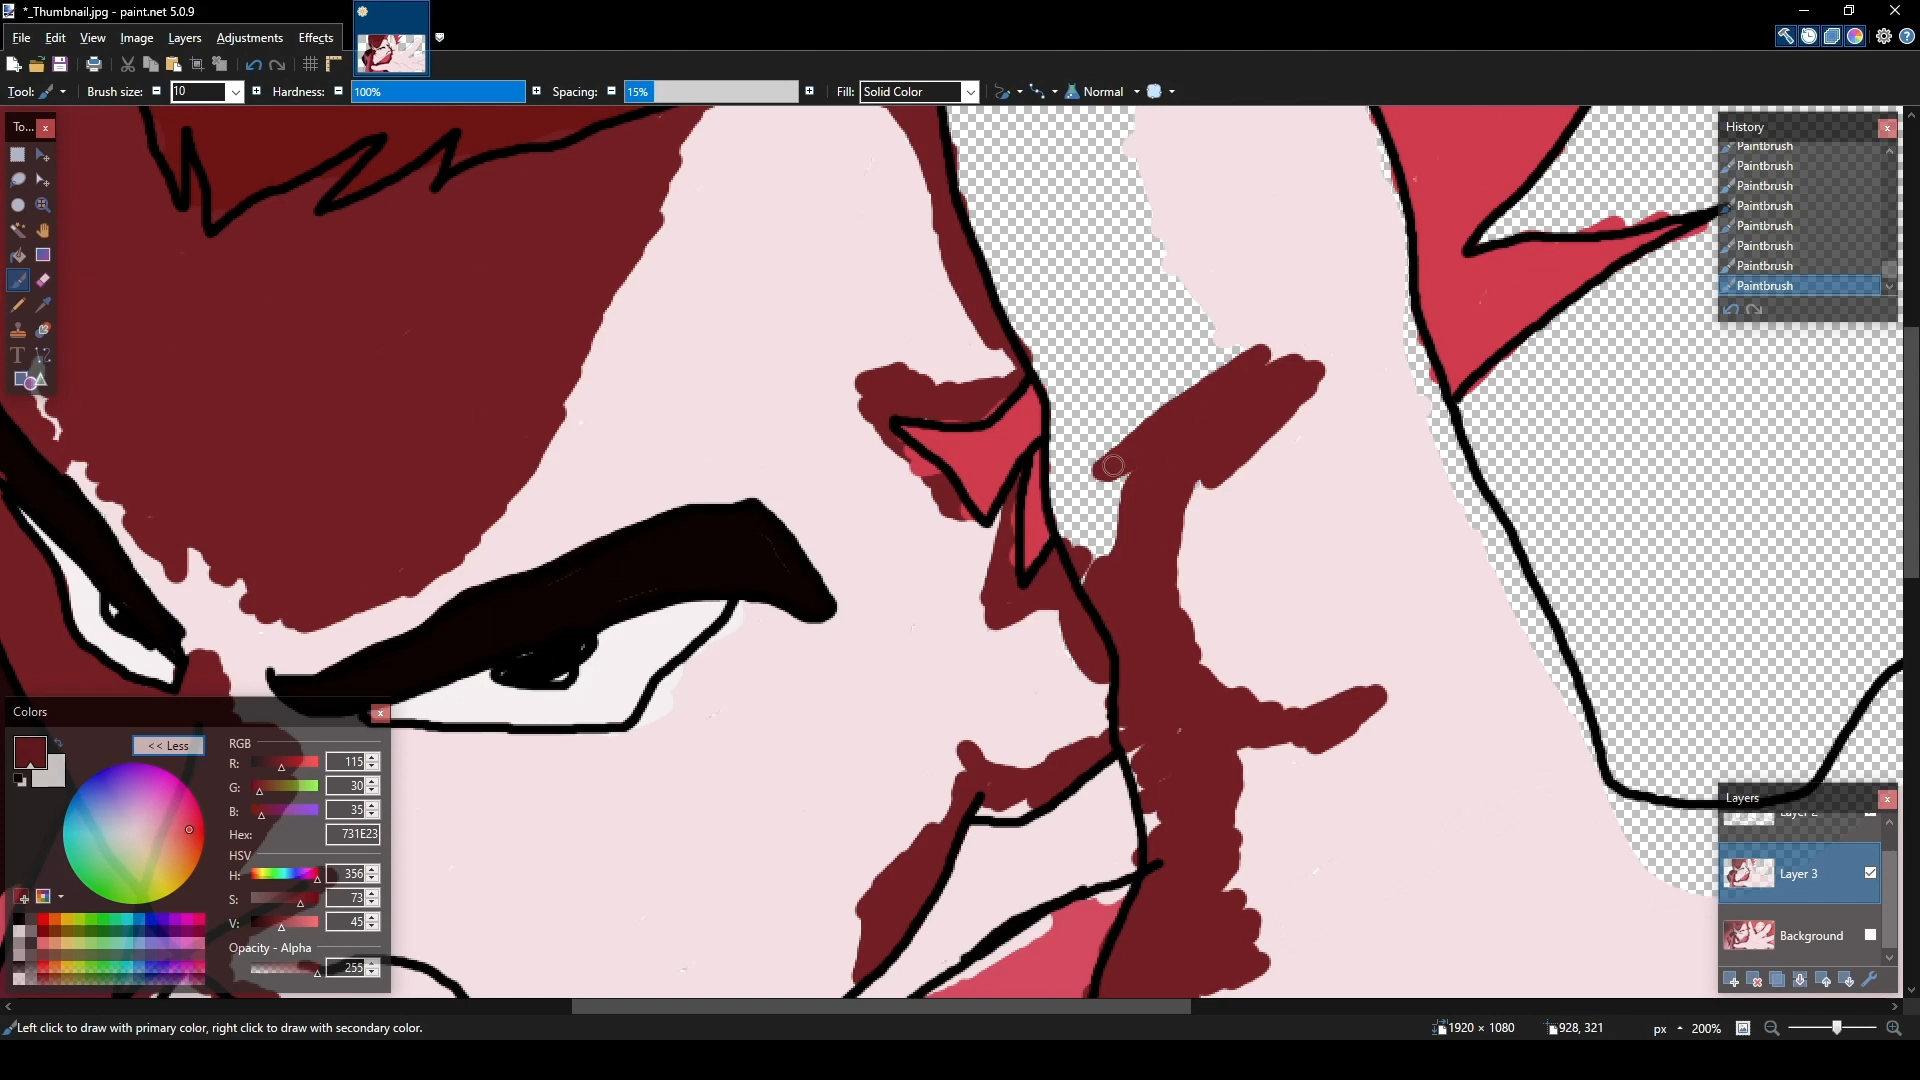 *_Thumbnail.jpg - paint.net 5.0.9
File Edit View Image Layers Adjustments Effects
Tool: Brush size: 10 Hardness: 100% Spacing: 15% Fill: Solid Color Normal
To...
T
History
Paintbrush
Paintbrush
Paintbrush
Paintbrush
Paintbrush
Paintbrush
Paintbrush
Paintbrush
Colors
<< Less
RGB
R: 115
G: 30
B: 35
Hex: 731E23
HSV
H: 356
S: 73
V: 45
Opacity - Alpha
255
Layers
Layer 2
Layer 3
Background
Left click to draw with primary color, right click to draw with secondary color.
1920 × 1080 928, 321 px 200%